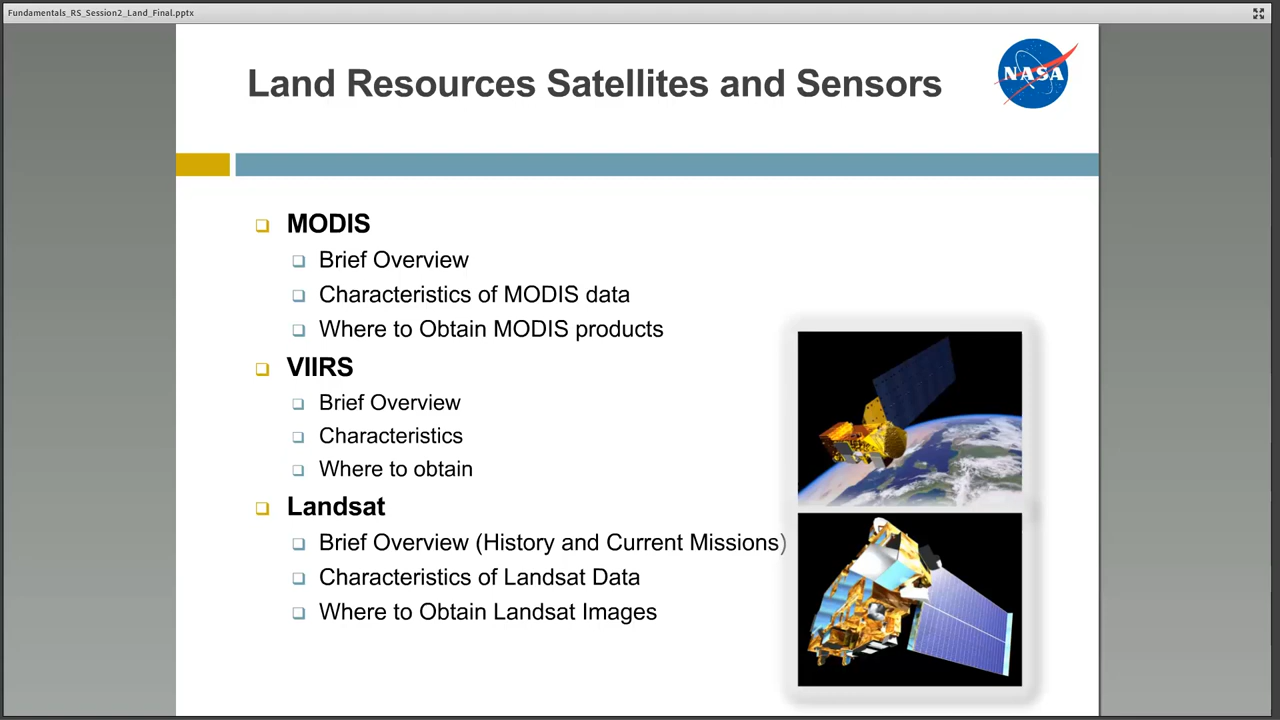 Fundamentals_RS_Session2_Land_Final.pptx
Land Resources Satellites and Sensors
NASA
MODIS
Brief Overview
Characteristics of MODIS data
Where to Obtain MODIS products
VIIRS
Brief Overview
Characteristics
Where to obtain
Landsat
Brief Overview (History and Current Missions)
Characteristics of Landsat Data
Where to Obtain Landsat Images